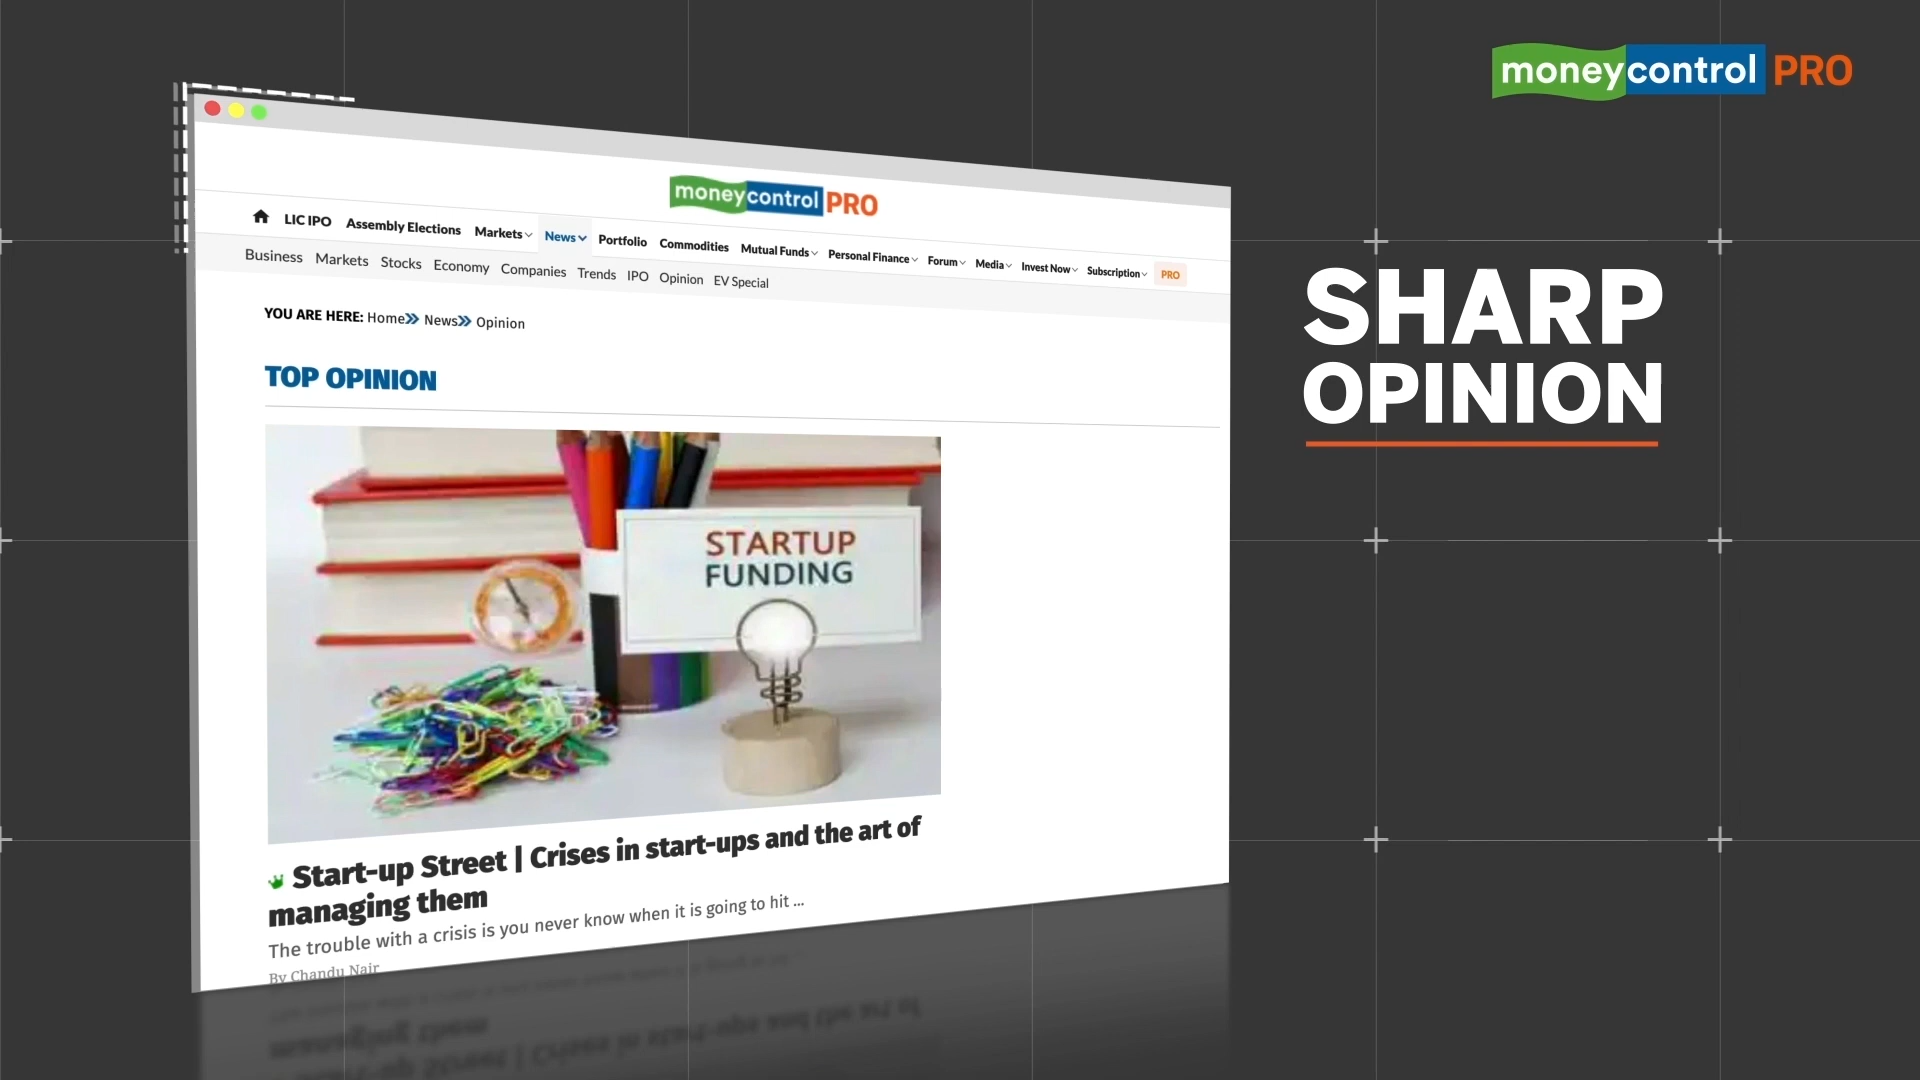 moneycontrol PRO
moneycontrol PRO
LIC IPO Assembly Elections Markets News Portfolio Commodities Mutual Funds Personal Finance Forum Media Invest Now Subscription PRO
Business Markets Stocks Economy Companies Trends IPO Opinion EV Special
YOU ARE HERE: Home» News» Opinion
TOP OPINION
STARTUP
FUNDING
Start-up Street | Crises in start-ups and the art of
managing them
The trouble with a crisis is you never know when it is going to hit ...
By Chandu Nair
SHARP
OPINION